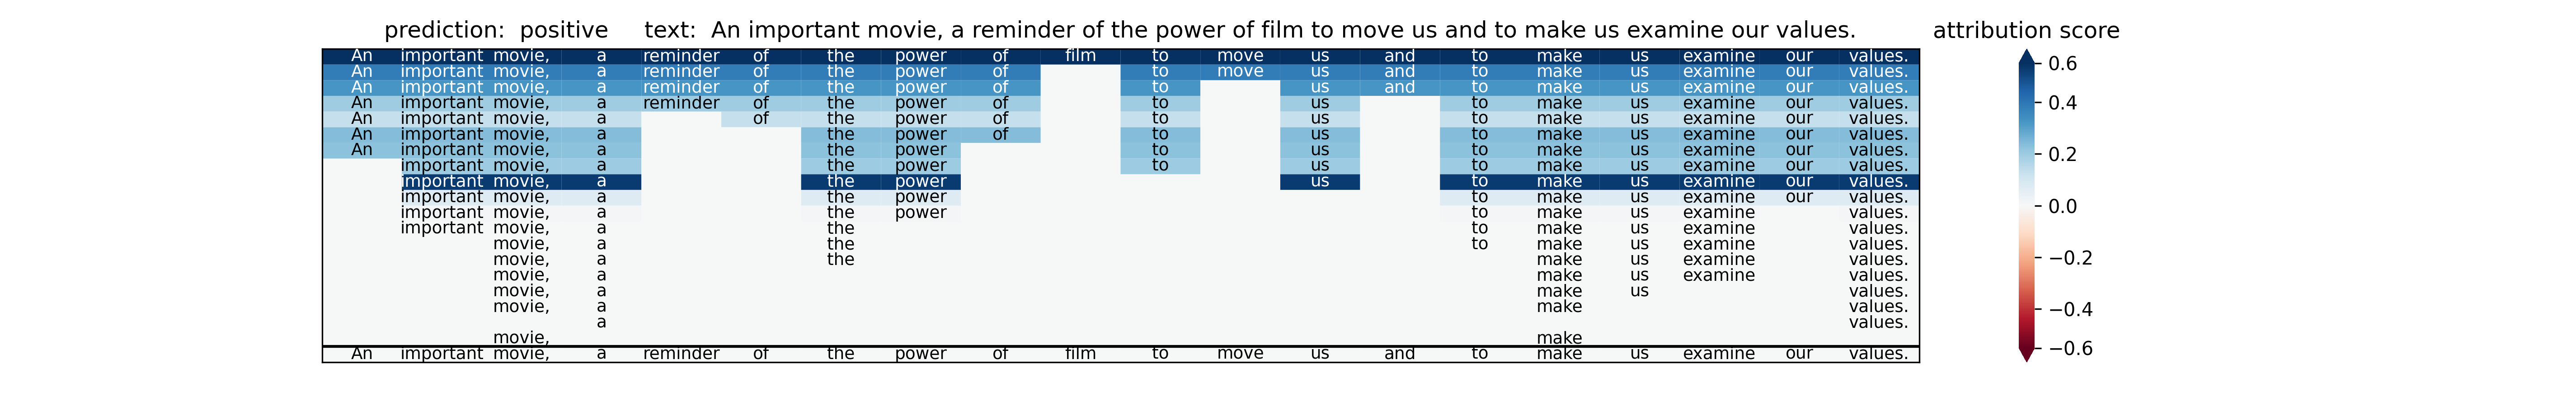 prediction: positive text: An important movie, a reminder of the power of film to move us and to make us examine our values. attribution score
An important movie, a reminder of the power of film to move us and to make us examine our values.
An important movie, a reminder of the power of to move us and to make us examine our values.
An important movie, a reminder of the power of to us and to make us examine our values.
An important movie, a reminder of the power of to us to make us examine our values.
An important movie, a of the power of to us to make us examine our values.
An important movie, a the power of to us to make us examine our values.
An important movie, a the power to us to make us examine our values.
important movie, a the power to us to make us examine our values.
important movie, a the power us to make us examine our values.
important movie, a the power to make us examine our values.
important movie, a the power to make us examine values.
important movie, a the to make us examine values.
movie, a the to make us examine values.
movie, a the make us examine values.
movie, a make us examine values.
movie, a make us values.
movie, a make values.
a values.
movie, make
An important movie, a reminder of the power of film to move us and to make us examine our values.
0.6
0.4
0.2
0.0
−0.2
−0.4
−0.6